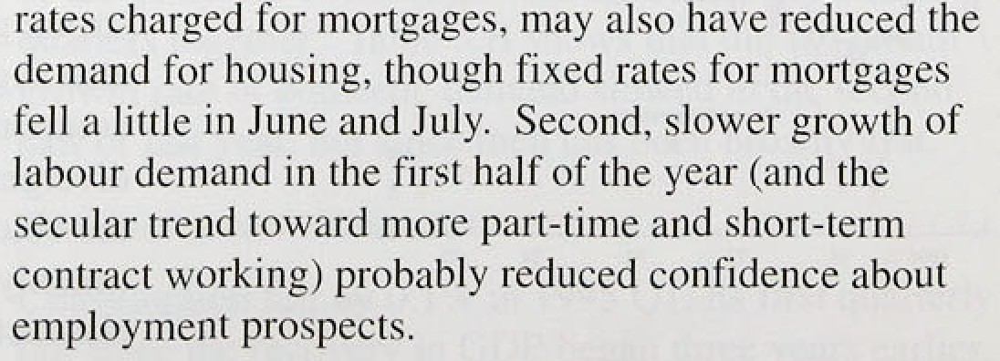 rates charged for mortgages, may also have reduced the
demand for housing, though fixed rates for mortgages
fell a little in June and July.  Second, slower growth of
labour demand in the first half of the year (and the
secular trend toward more part-time and short-term
contract working) probably reduced confidence about
employment prospects.